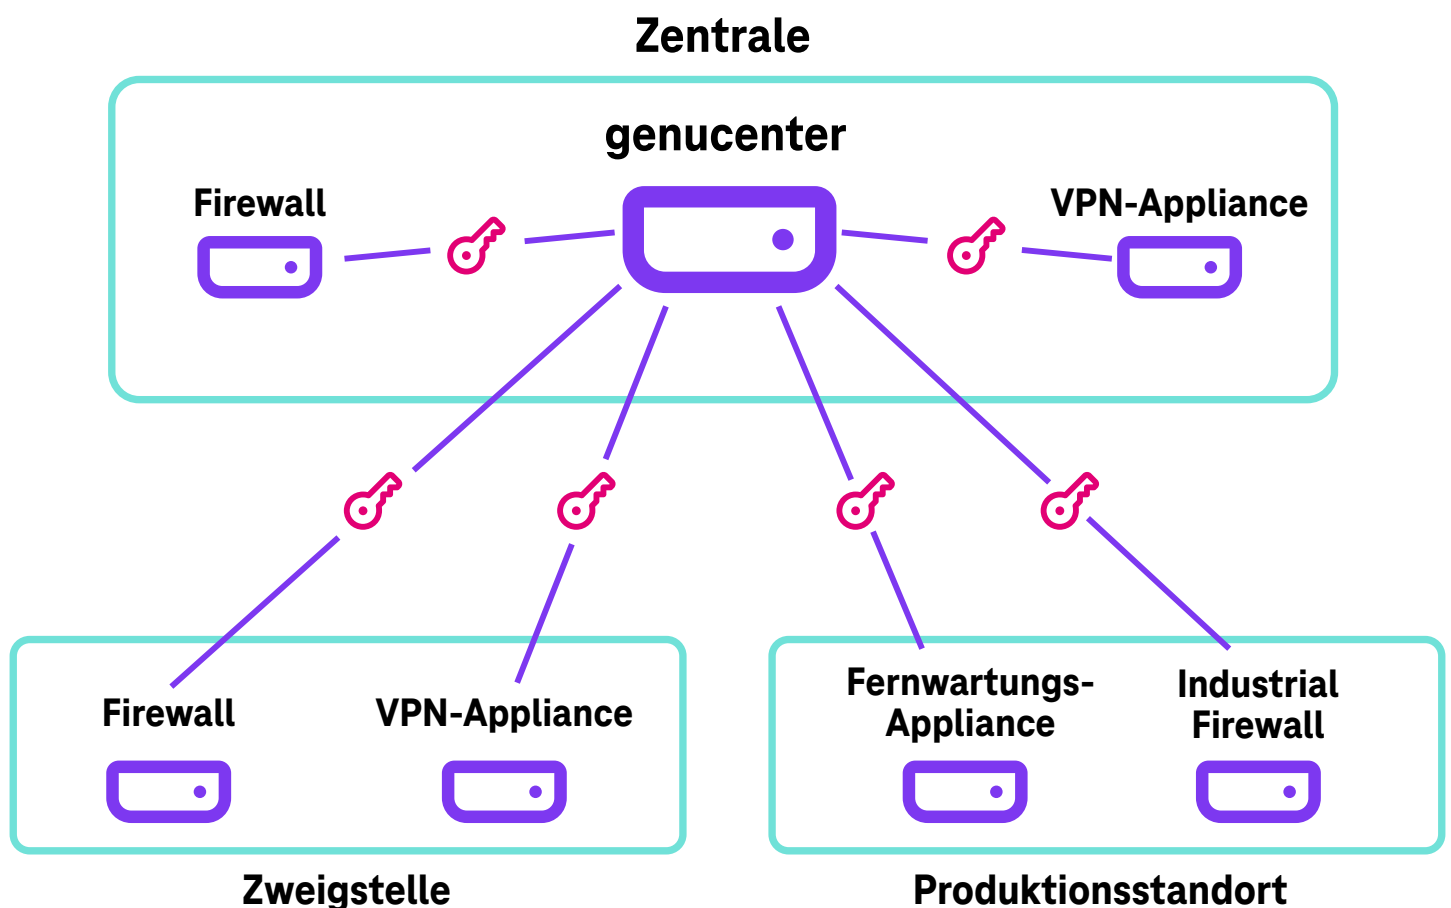 Zentrale
genucenter
Firewall
VPN-Appliance
Firewall
VPN-Appliance
Fernwartungs-
Appliance
Industrial
Firewall
Zweigstelle
Produktionsstandort